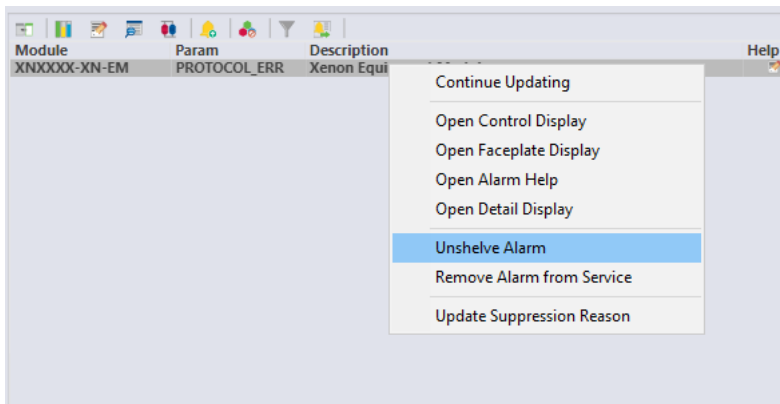 Module Param Description Help
XNXXXX-XN-EM PROTOCOL_ERR Xenon Equi
Continue Updating
Open Control Display
Open Faceplate Display
Open Alarm Help
Open Detail Display
Unshelve Alarm
Remove Alarm from Service
Update Suppression Reason